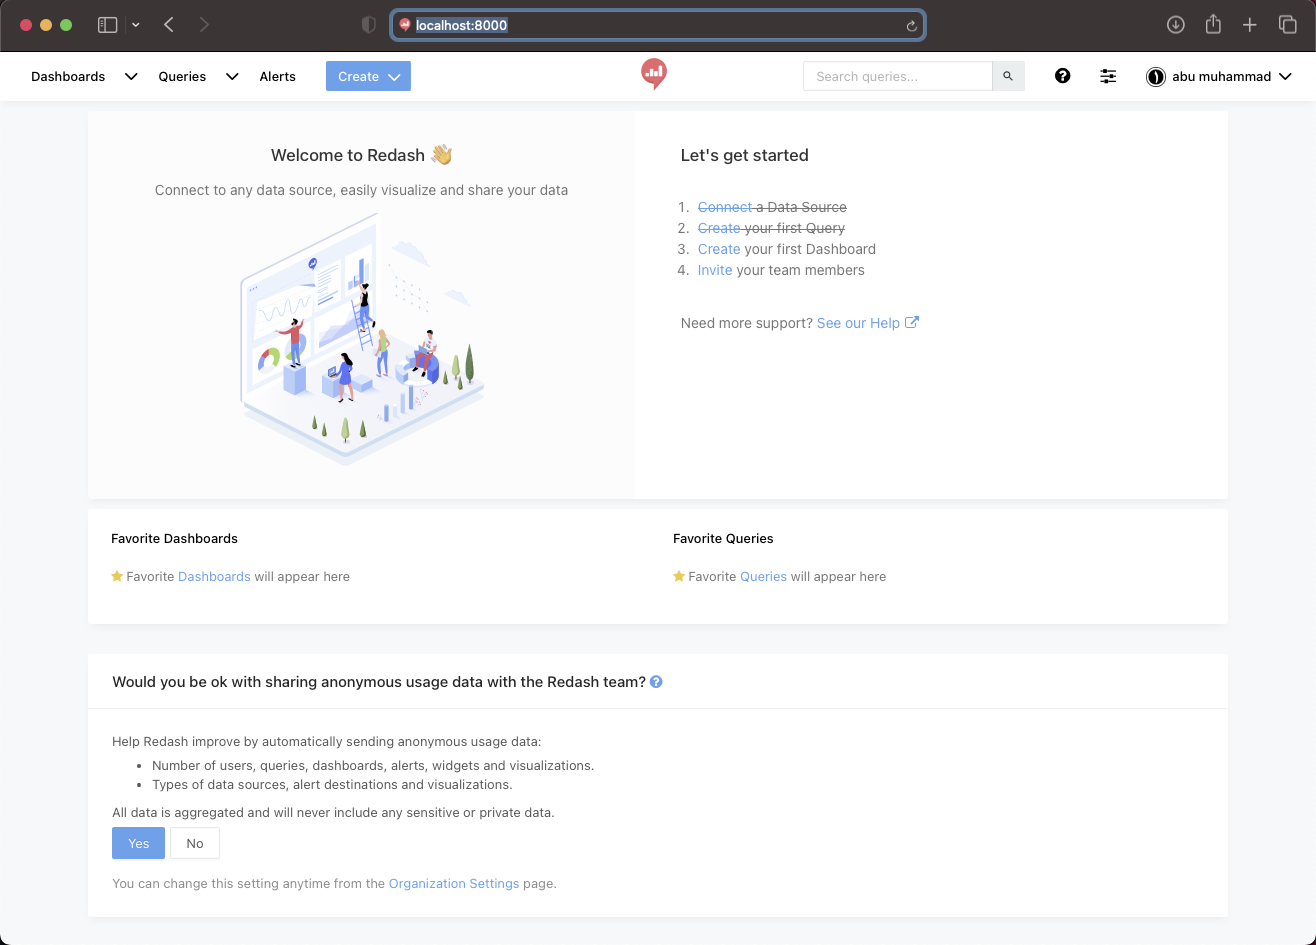 localhost:8000
Dashboards Queries Alerts Create Search queries... abu muhammad
Welcome to Redash 👋
Connect to any data source, easily visualize and share your data
Let's get started
1. Connect a Data Source
2. Create your first Query
3. Create your first Dashboard
4. Invite your team members
Need more support? See our Help
Favorite Dashboards
Favorite Dashboards will appear here
Favorite Queries
Favorite Queries will appear here
Would you be ok with sharing anonymous usage data with the Redash team?
Help Redash improve by automatically sending anonymous usage data:
• Number of users, queries, dashboards, alerts, widgets and visualizations.
• Types of data sources, alert destinations and visualizations.
All data is aggregated and will never include any sensitive or private data.
Yes No
You can change this setting anytime from the Organization Settings page.